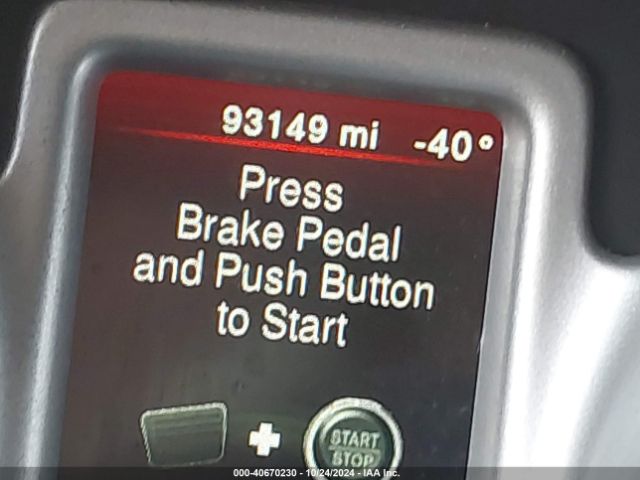 93149 mi -40°
Press
Brake Pedal
and Push Button
to Start
START
STOP
000-40670230 - 10/24/2024 - IAA Inc.